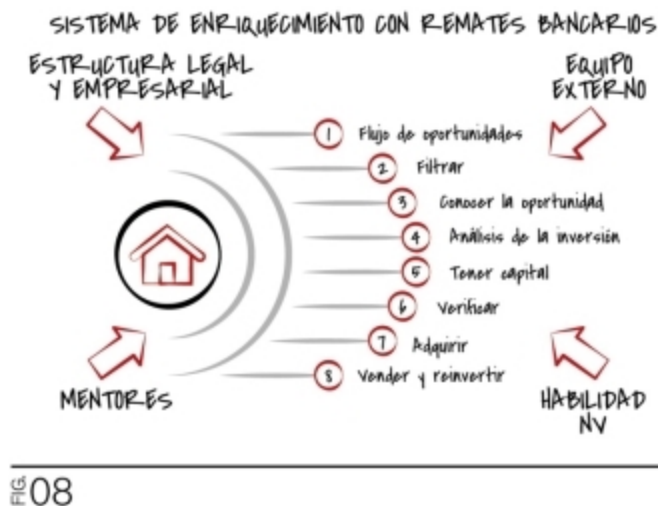 SISTEMA DE ENRIQUECIMIENTO CON REMATES BANCARIOS
ESTRUCTURA LEGAL
Y EMPRESARIAL
EQUIPO
EXTERNO
1 Flujo de oportunidades
2 Filtrar
3 Conocer la oportunidad
4 Análisis de la inversión
5 Tener capital
6 Verificar
7 Adquirir
8 Vender y reinvertir
MENTORES
HABILIDAD
NV
FIG. 08